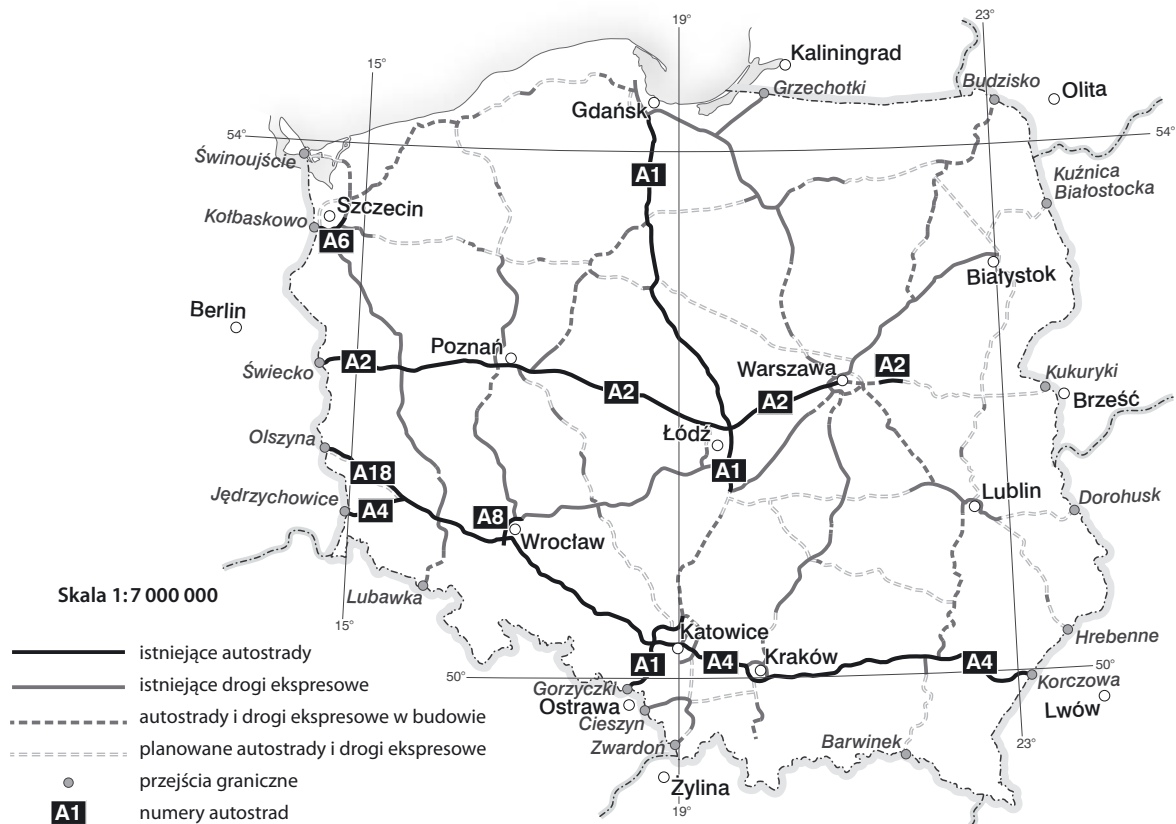 19°
23°
Kaliningrad
15°
Grzechotki
Budzisko
Olita
Gdańsk
54°
54°
Świnoujście
A1
Kuźnica
Białostocka
Szczecin
Kołbaskowo
A6
Białystok
Berlin
Poznań
Warszawa
A2
A2
Świecko
Kukuryki
A2
A2
Brześć
Łódź
Olszyna
A18
A1
Jędrzychowice
A4
Lublin
Dorohusk
A8
Wrocław
Lubawka
Skala 1:7 000 000
15°
Katowice
Hrebenne
istniejące autostrady
A1
A4
Kraków
A4
50°
50°
Korczowa
istniejące drogi ekspresowe
Gorzyczki
Ostrawa
Lwów
autostrady i drogi ekspresowe w budowie
Cieszyn
23°
planowane autostrady i drogi ekspresowe
Zwardoń
Barwinek
przejścia graniczne
Żylina
A1
numery autostrad
19°